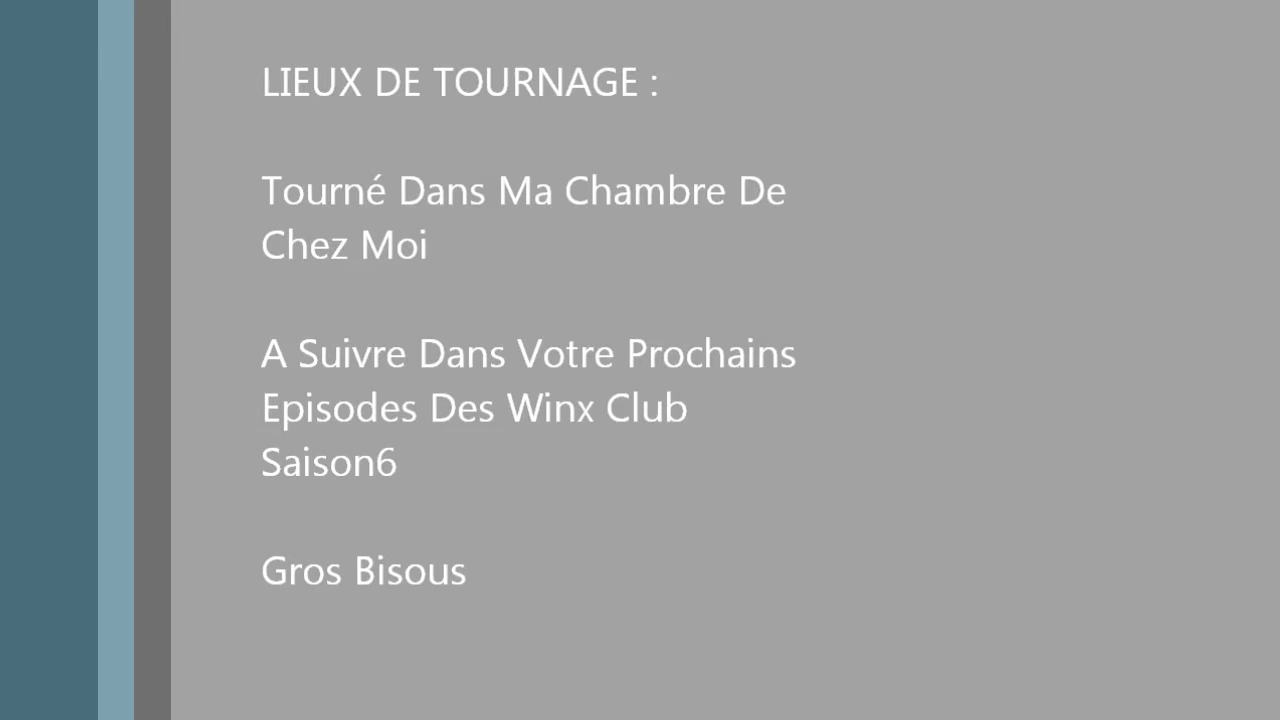 LIEUX DE TOURNAGE :
Tourné Dans Ma Chambre De
Chez Moi
A Suivre Dans Votre Prochains
Episodes Des Winx Club
Saison6
Gros Bisous